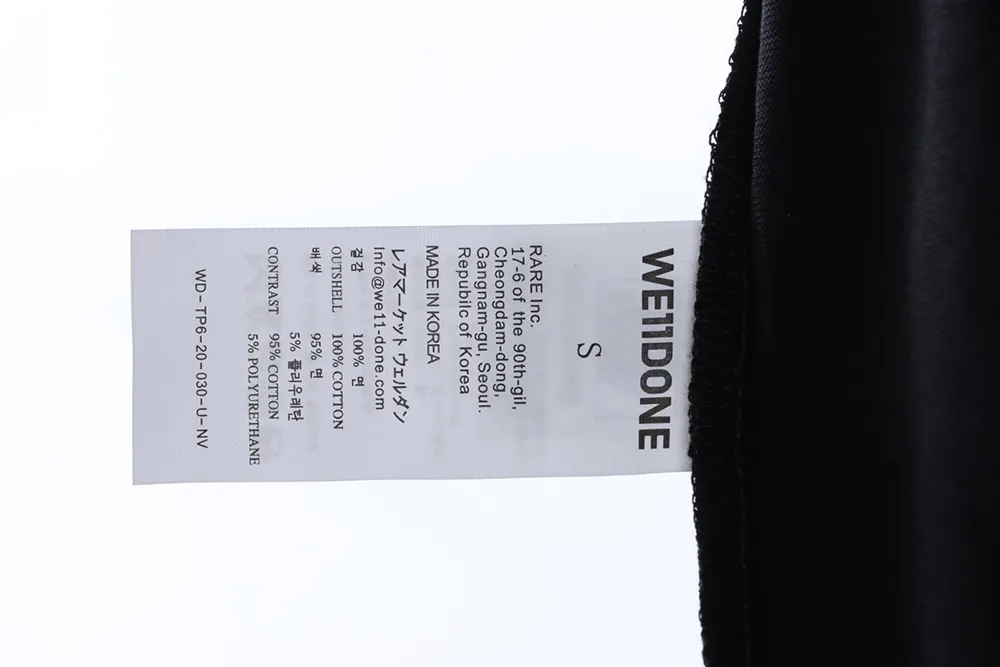 WE11DONE
S
RARE Inc.
17-6 of the 90th-gil,
Cheongdam-dong,
Gangnam-gu, Seoul.
Repubilc of Korea
MADE IN KOREA
レアマーケット ウェルダン
Info@we11-done.com
겉감 100% 면
OUTSHELL 100% COTTON
배색 95% 면
5% 폴리우레탄
CONTRAST 95% COTTON
5% POLYURETHANE
WD-TP6-20-030-U-NV